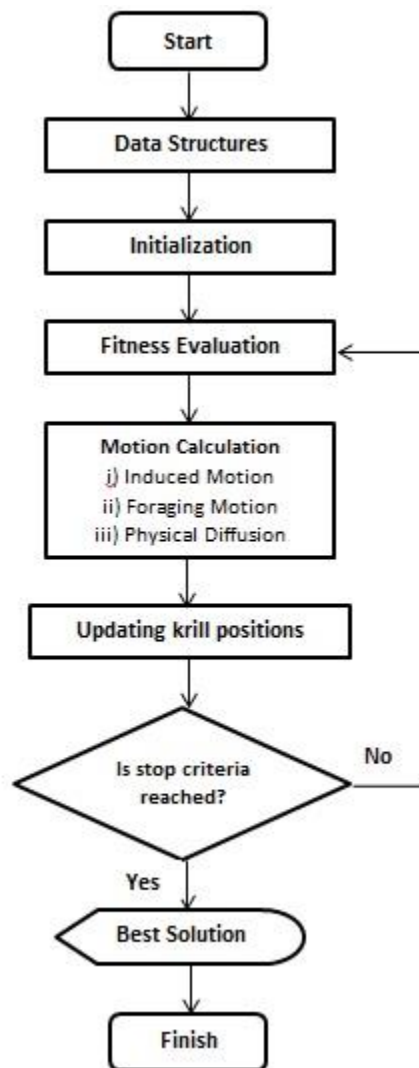 Start
Data Structures
Initialization
Fitness Evaluation
Motion Calculation
i) Induced Motion
ii) Foraging Motion
iii) Physical Diffusion
Updating krill positions
Is stop criteria
reached?
No
Yes
Best Solution
Finish